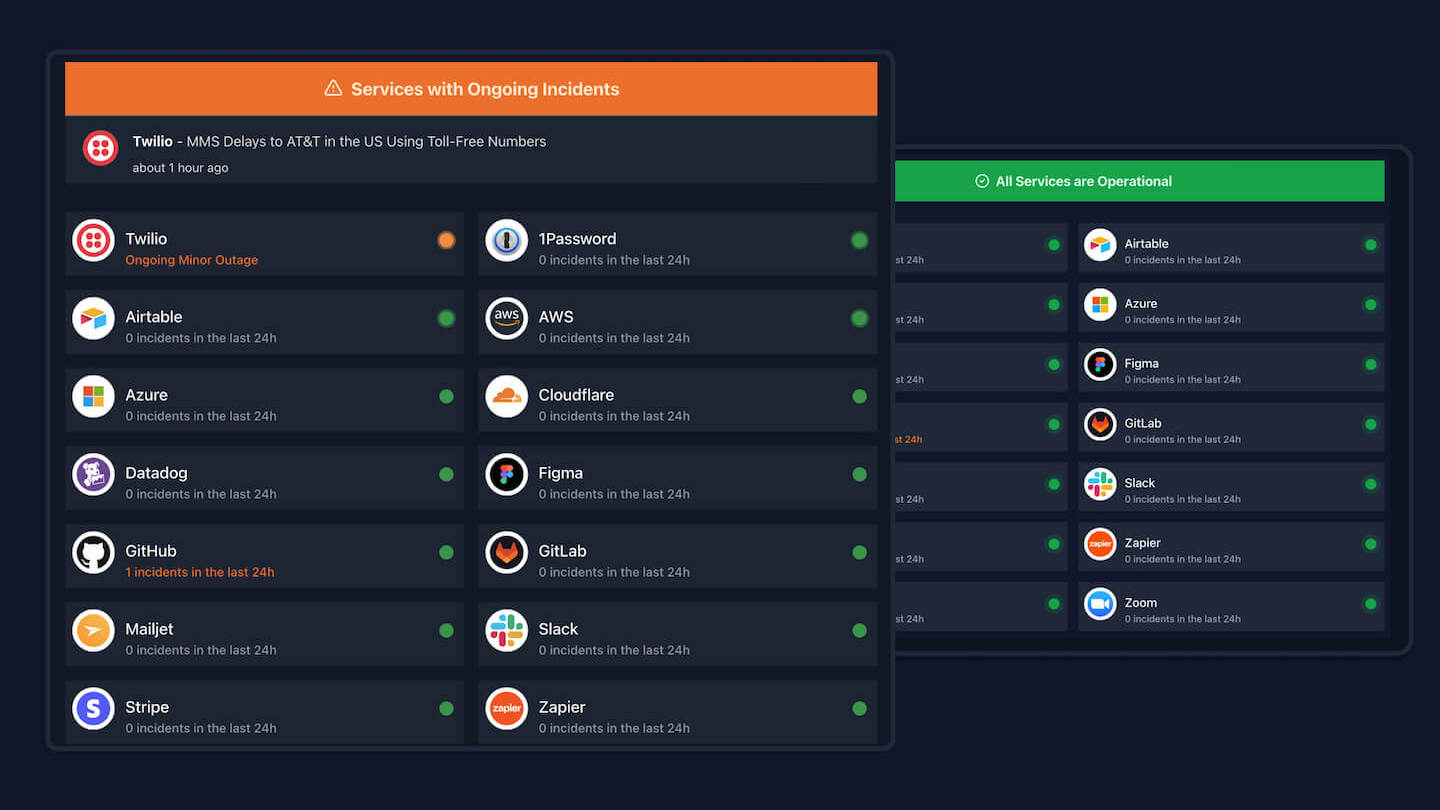 Services with Ongoing Incidents
Twilio - MMS Delays to AT&T in the US Using Toll-Free Numbers
about 1 hour ago
Twilio
Ongoing Minor Outage
1Password
0 incidents in the last 24h
Airtable
0 incidents in the last 24h
aws
AWS
0 incidents in the last 24h
Azure
0 incidents in the last 24h
Cloudflare
0 incidents in the last 24h
Datadog
0 incidents in the last 24h
Figma
0 incidents in the last 24h
GitHub
1 incidents in the last 24h
GitLab
0 incidents in the last 24h
Mailjet
0 incidents in the last 24h
Slack
0 incidents in the last 24h
S
Stripe
0 incidents in the last 24h
zapier
Zapier
0 incidents in the last 24h
All Services are Operational
st 24h
Airtable
0 incidents in the last 24h
st 24h
Azure
0 incidents in the last 24h
st 24h
Figma
0 incidents in the last 24h
st 24h
GitLab
0 incidents in the last 24h
st 24h
Slack
0 incidents in the last 24h
st 24h
zapier
Zapier
0 incidents in the last 24h
st 24h
Zoom
0 incidents in the last 24h